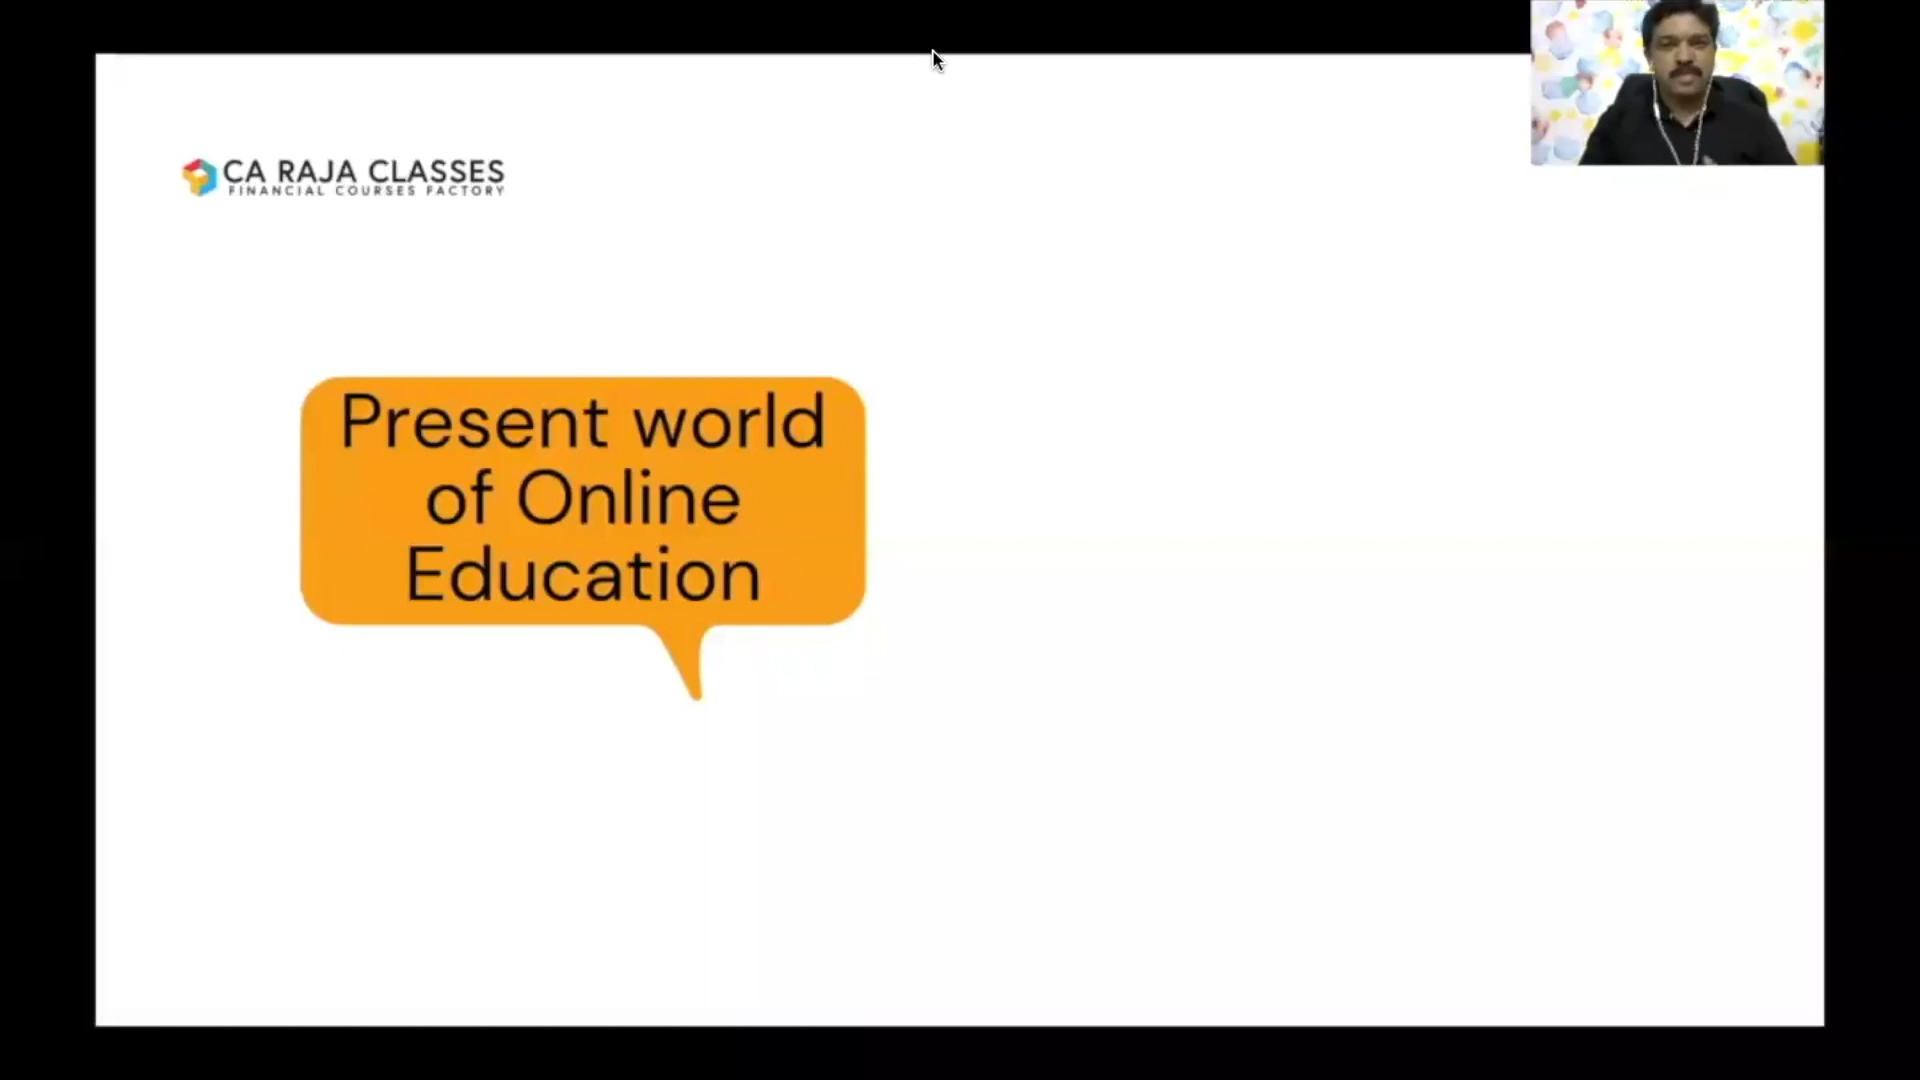 CA RAJA CLASSES
FINANCIAL COURSES FACTORY
Present world
of Online
Education